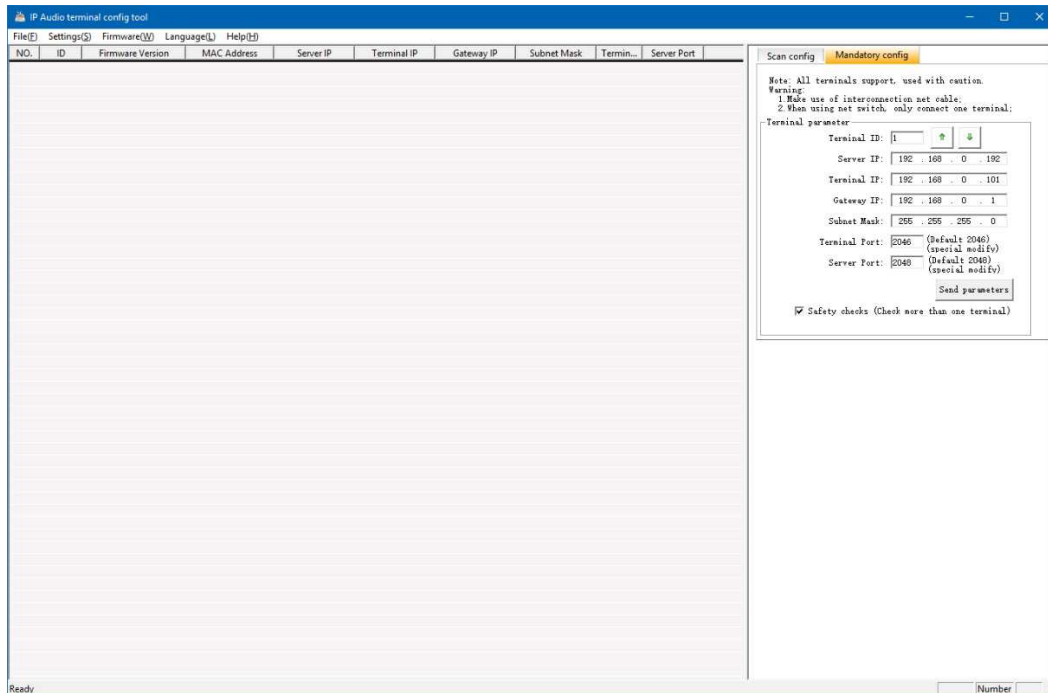 IP Audio terminal config tool
File(F) Settings(S) Firmware(W) Language(L) Help(H)
NO. ID Firmware Version MAC Address Server IP Terminal IP Gateway IP Subnet Mask Termin... Server Port
Scan config Mandatory config
Note: All terminals support, used with caution.
Warning:
1.Make use of interconnection net cable;
2.When using net switch, only connect one terminal;
Terminal parameter
Terminal ID: 1
Server IP: 192 . 168 . 0 . 192
Terminal IP: 192 . 168 . 0 . 101
Gateway IP: 192 . 168 . 0 . 1
Subnet Mask: 255 . 255 . 255 . 0
Terminal Port: 2046 (Default 2046)
(special modify)
Server Port: 2048 (Default 2048)
(special modify)
Send parameters
Safety checks (Check more than one terminal)
Ready
Number